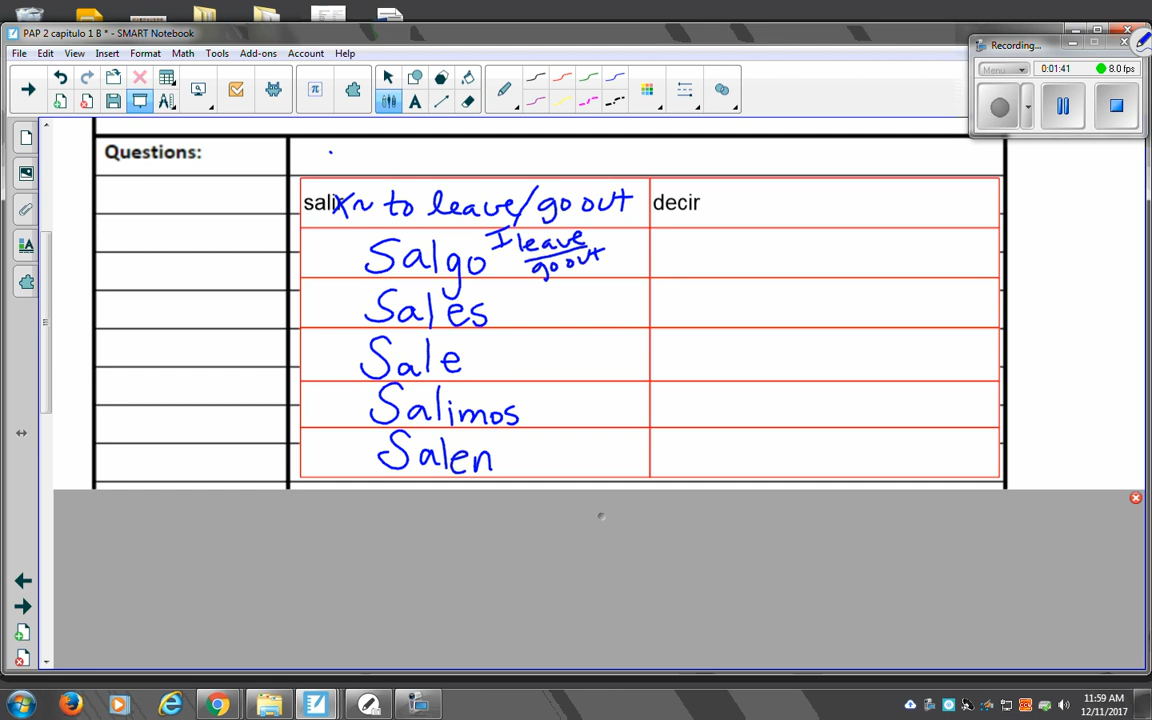 PAP 2 capitulo 1 B * - SMART Notebook
File Edit View Insert Format Math Tools Add-ons Account Help
Recording...
Menu 0:01:41 8.0 fps
Questions:
salir ~ to leave/go out decir
Salgo I leave
go out
Sales
Sale
Salimos
Salen
11:59 AM
12/11/2017